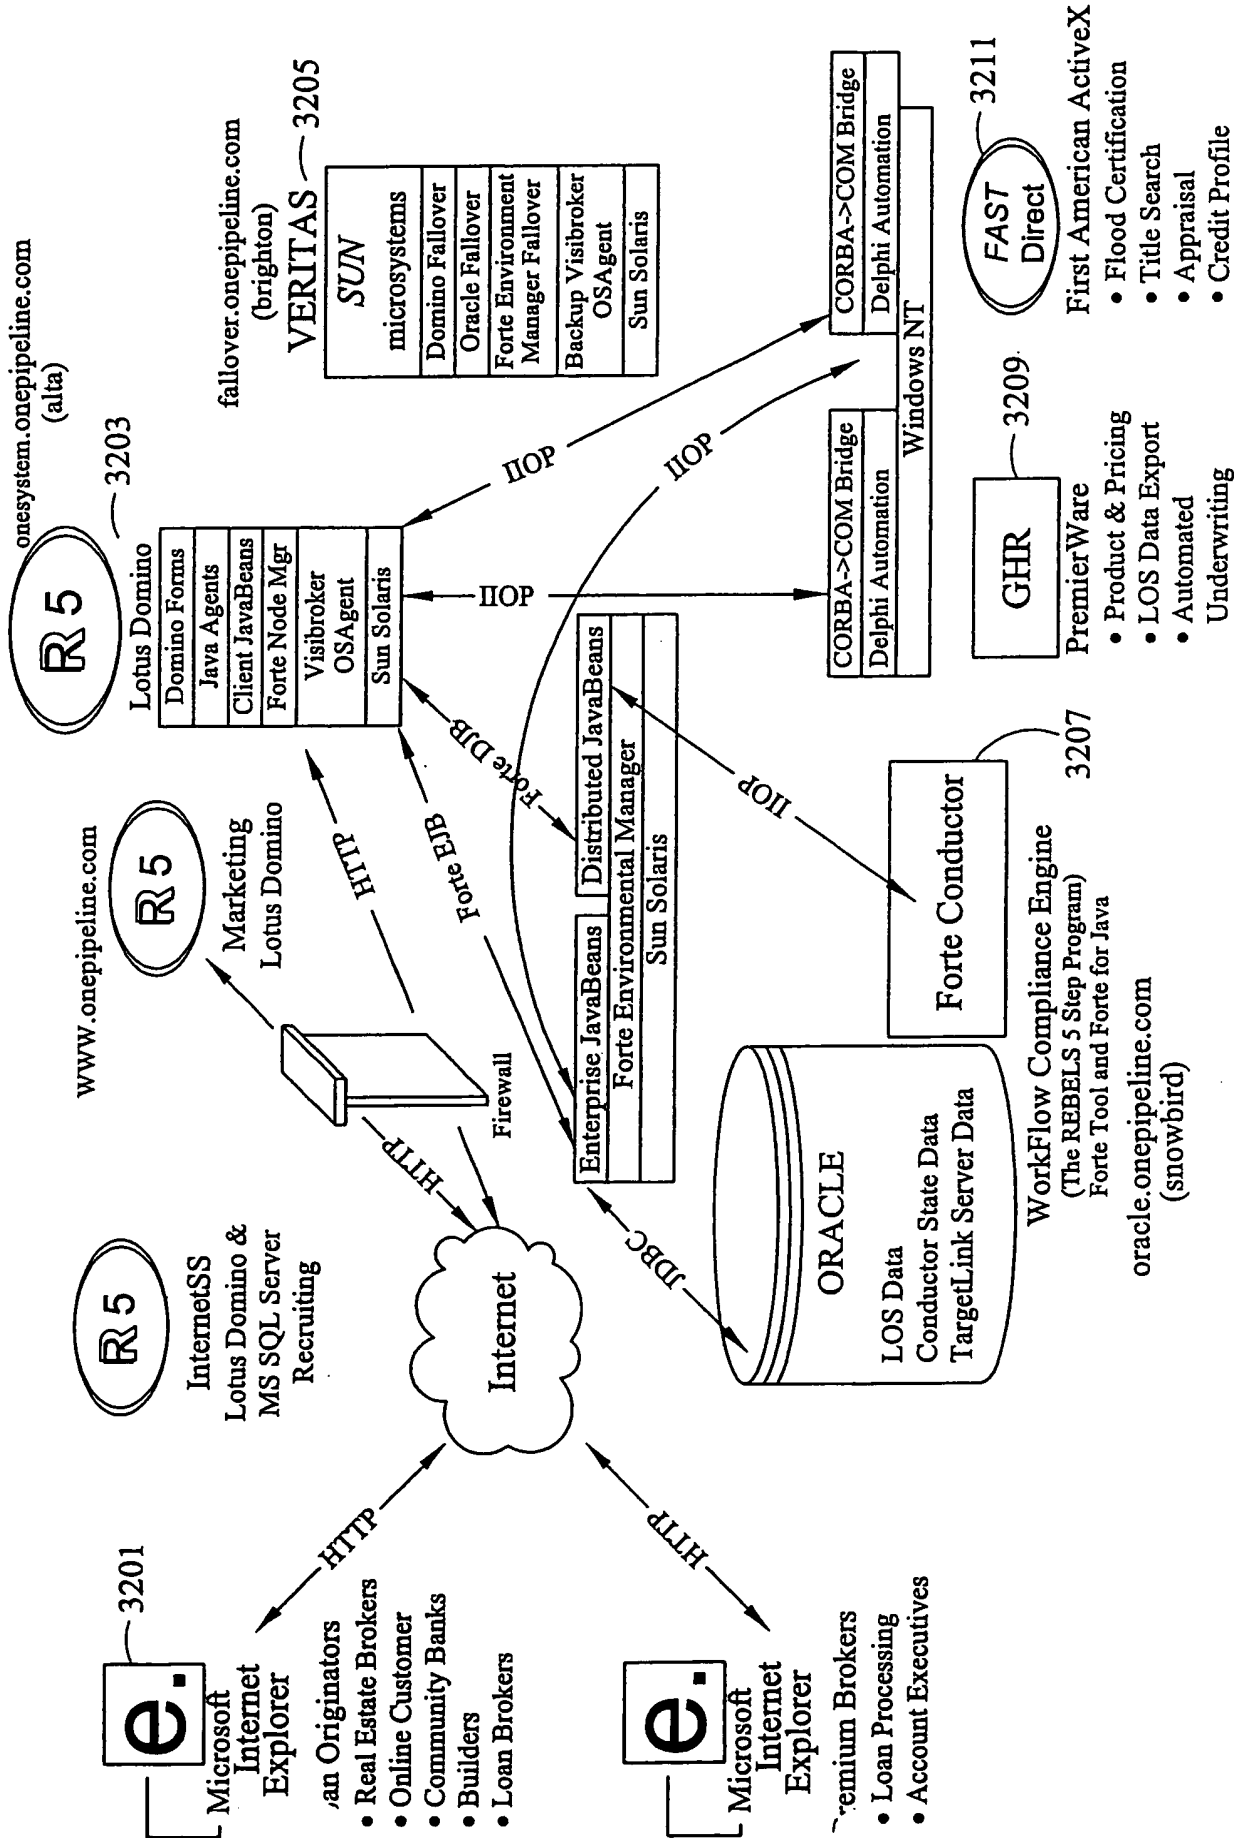 e.
3201
Microsoft
Internet
Explorer
an Originators
• Real Estate Brokers
• Online Customer
• Community Banks
• Builders
• Loan Brokers
HTTP
e.
Microsoft
Internet
Explorer
remium Brokers
• Loan Processing
• Account Executives
HTTP
Internet
R 5
InternetSS
Lotus Domino &
MS SQL Server
Recruiting
www.onepipeline.com
R 5
Marketing
Lotus Domino
HTTP
Firewall
HTTP
onesystem.onepipeline.com
(alta)
R 5
3203
Lotus Domino
Domino Forms
Java Agents
Client JavaBeans
Forte Node Mgr
Visibroker
OSAgent
Sun Solaris
fallover.onepipeline.com
(brighton)
VERITAS
3205
SUN
microsystems
Domino Fallover
Oracle Fallover
Forte Environment
Manager Fallover
Backup Visibroker
OSAgent
Sun Solaris
Forte EJB
Forte DJB
IIOP
IIOP
IIOP
Enterprise JavaBeans
Distributed JavaBeans
Forte Environmental Manager
Sun Solaris
JDBC
IIOP
ORACLE
LOS Data
Conductor State Data
TargetLink Server Data
Forte Conductor
3207
WorkFlow Compliance Engine
(The REBELS 5 Step Program)
Forte Tool and Forte for Java
oracle.onepipeline.com
(snowbird)
CORBA->COM Bridge
Delphi Automation
CORBA->COM Bridge
Delphi Automation
Windows NT
GHR
3209
PremierWare
• Product & Pricing
• LOS Data Export
• Automated
Underwriting
FAST
Direct
3211
First American ActiveX
• Flood Certification
• Title Search
• Appraisal
• Credit Profile